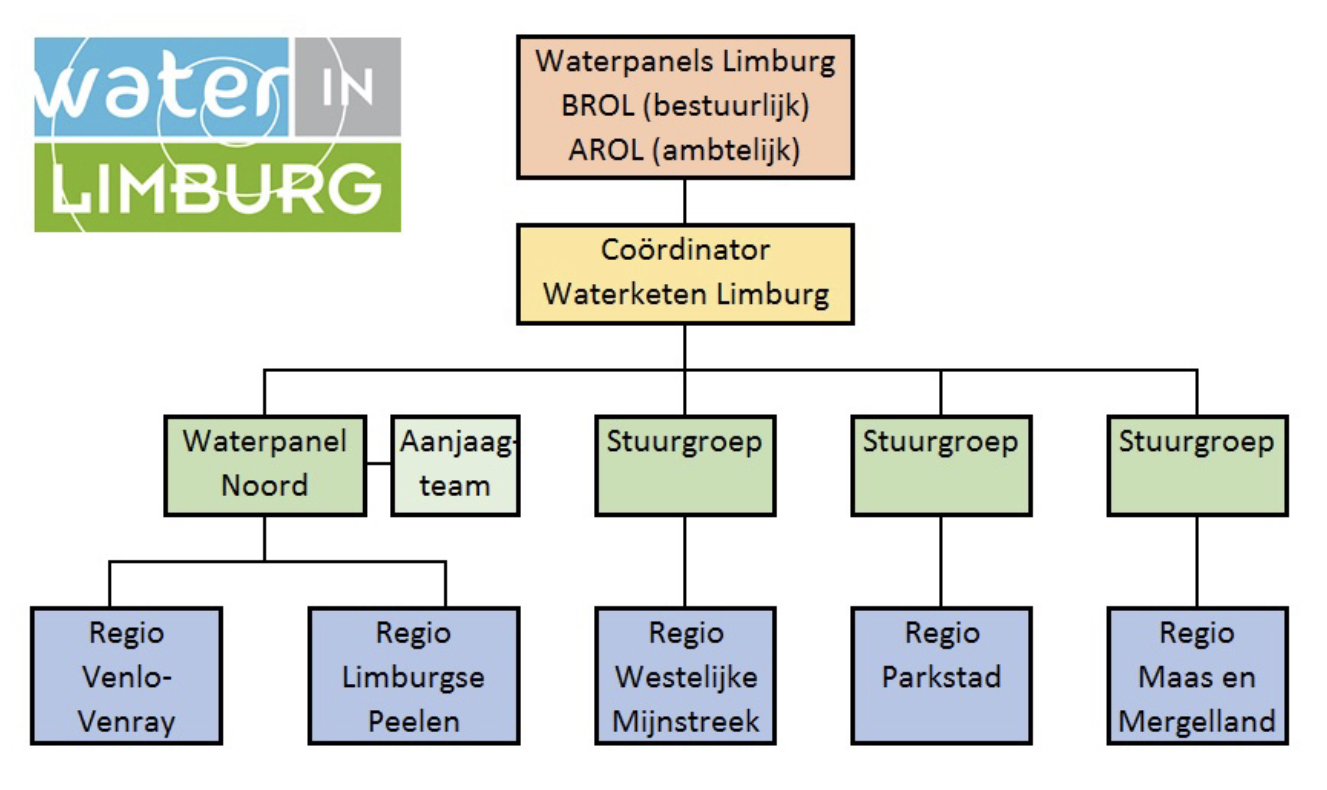 water IN
LIMBURG
Waterpanels Limburg
BROL (bestuurlijk)
AROL (ambtelijk)
Coördinator
Waterketen Limburg
Waterpanel
Noord
Aanjaag-
team
Stuurgroep
Stuurgroep
Stuurgroep
Regio
Venlo-
Venray
Regio
Limburgse
Peelen
Regio
Westelijke
Mijnstreek
Regio
Parkstad
Regio
Maas en
Mergelland